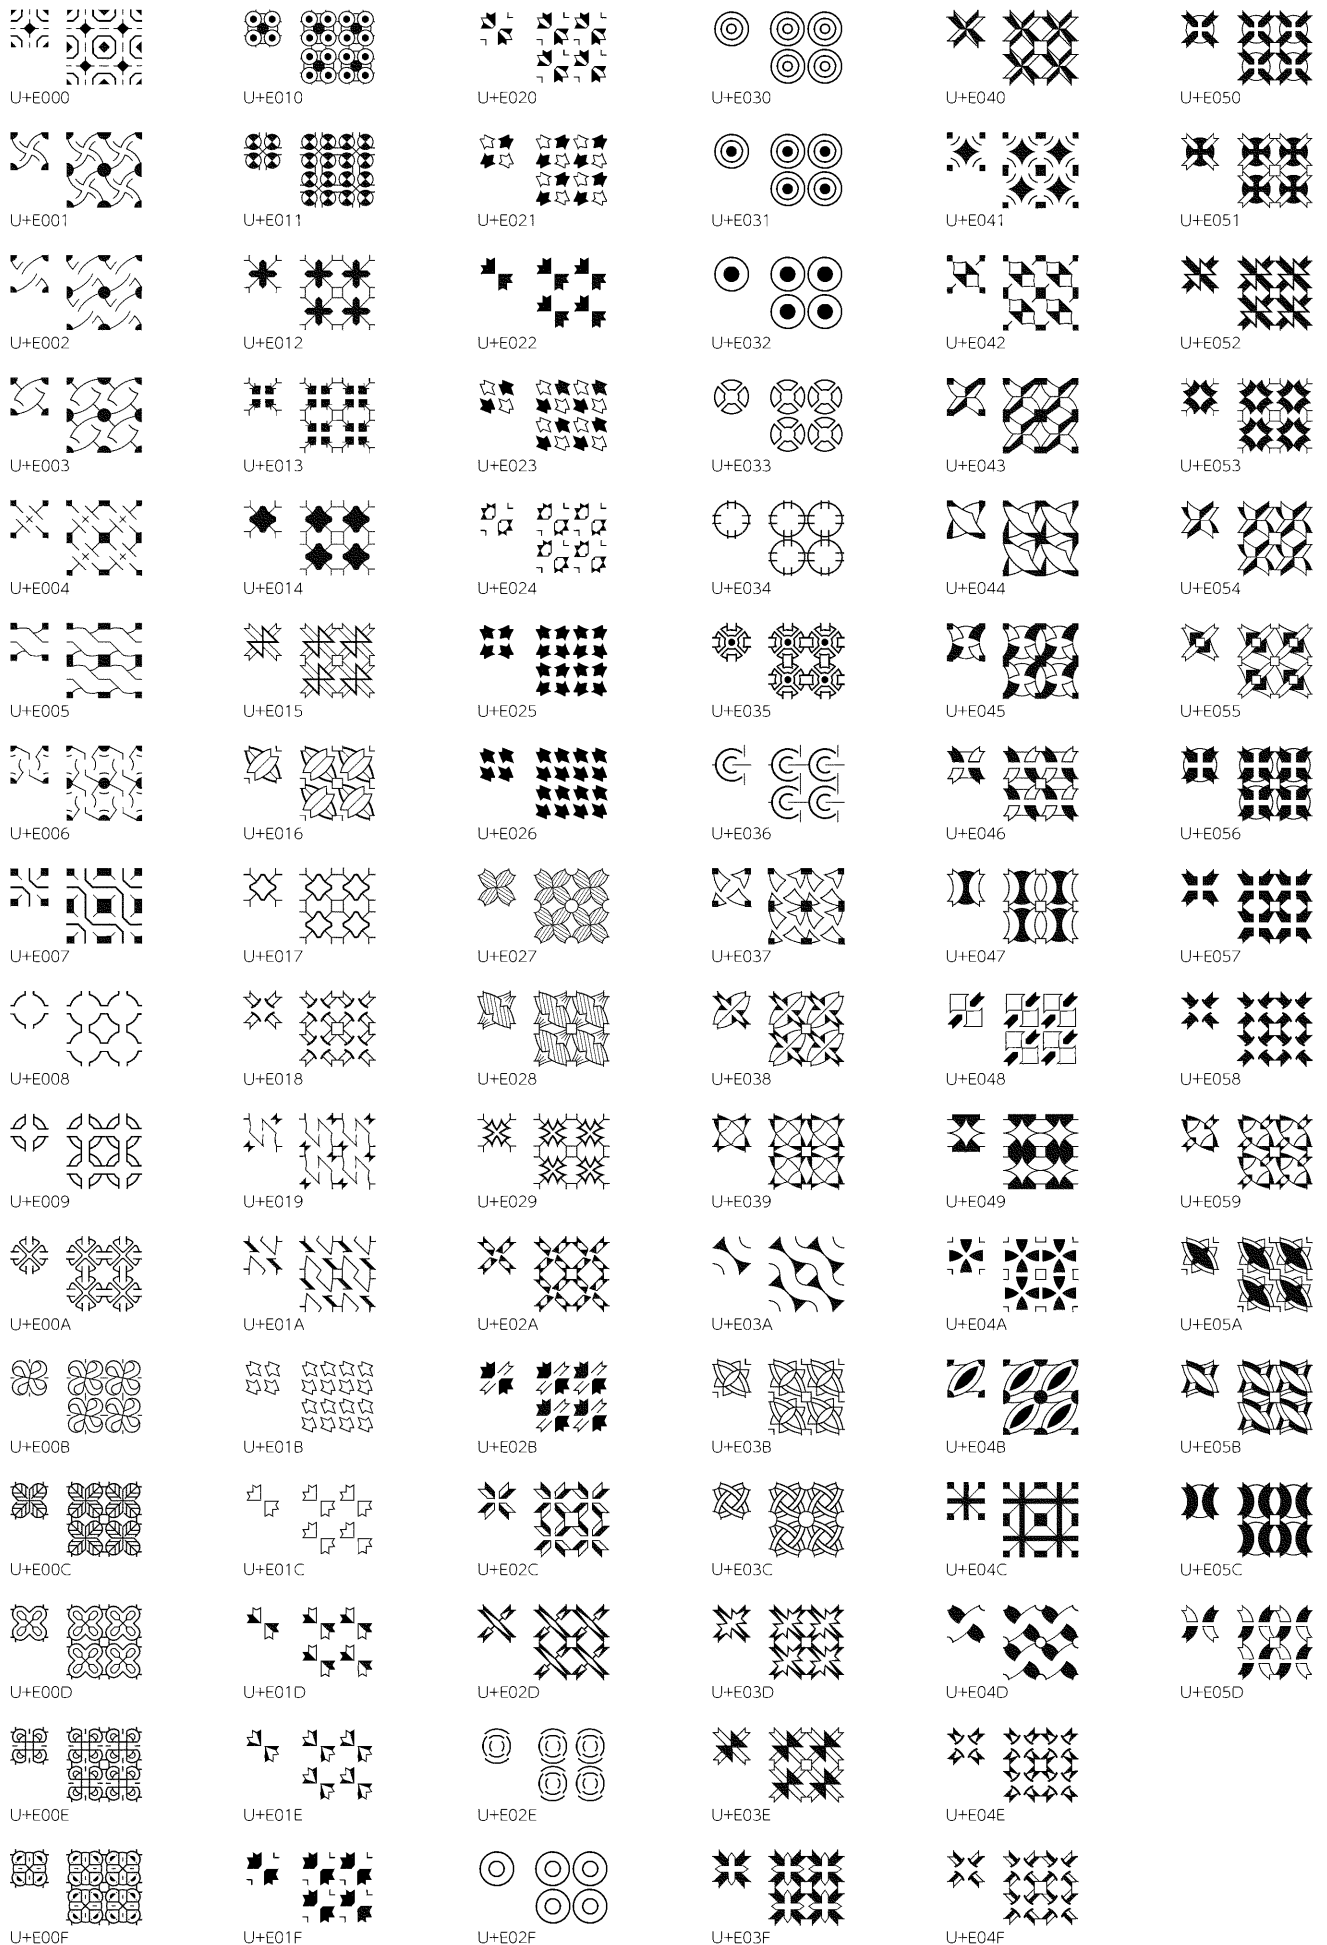 U+E000 U+E010 U+E020 U+E030 U+E040 U+E050
U+E001 U+E011 U+E021 U+E031 U+E041 U+E051
U+E002 U+E012 U+E022 U+E032 U+E042 U+E052
U+E003 U+E013 U+E023 U+E033 U+E043 U+E053
U+E004 U+E014 U+E024 U+E034 U+E044 U+E054
U+E005 U+E015 U+E025 U+E035 U+E045 U+E055
U+E006 U+E016 U+E026 U+E036 U+E046 U+E056
U+E007 U+E017 U+E027 U+E037 U+E047 U+E057
U+E008 U+E018 U+E028 U+E038 U+E048 U+E058
U+E009 U+E019 U+E029 U+E039 U+E049 U+E059
U+E00A U+E01A U+E02A U+E03A U+E04A U+E05A
U+E00B U+E01B U+E02B U+E03B U+E04B U+E05B
U+E00C U+E01C U+E02C U+E03C U+E04C U+E05C
U+E00D U+E01D U+E02D U+E03D U+E04D U+E05D
U+E00E U+E01E U+E02E U+E03E U+E04E
U+E00F U+E01F U+E02F U+E03F U+E04F